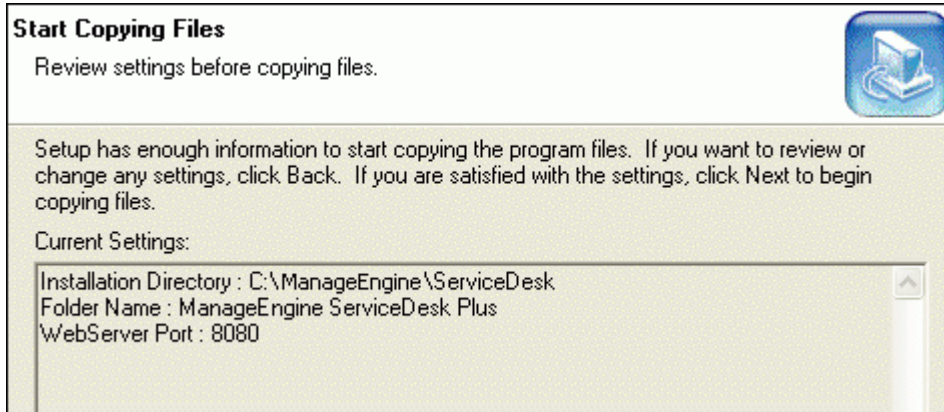 Start Copying Files
Review settings before copying files.
Setup has enough information to start copying the program files.  If you want to review or
change any settings, click Back.  If you are satisfied with the settings, click Next to begin
copying files.
Current Settings:
Installation Directory : C:\ManageEngine\ServiceDesk
Folder Name : ManageEngine ServiceDesk Plus
WebServer Port : 8080